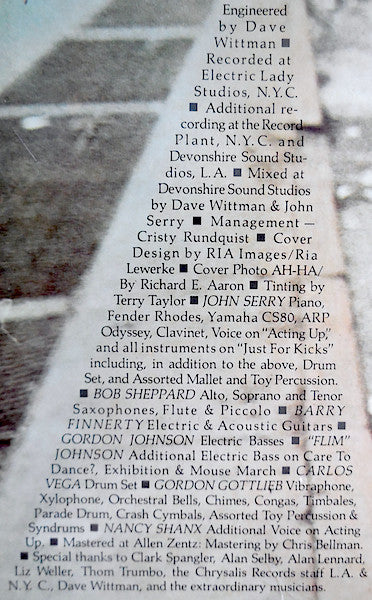 Engineered
by Dave
Wittman ■
Recorded at
Electric Lady
Studios, N.Y.C.
■ Additional re-
cording at the Record
Plant, N.Y.C. and
Devonshire Sound Stu-
dios, L.A. ■ Mixed at
Devonshire Sound Studios
by Dave Wittman & John
Serry ■ Management —
Cristy Rundquist ■ Cover
Design by RIA Images/Ria
Lewerke ■ Cover Photo AH-HA/
By Richard E. Aaron ■ Tinting by
Terry Taylor ■ JOHN SERRY Piano,
Fender Rhodes, Yamaha CS80, ARP
Odyssey, Clavinet, Voice on "Acting Up,"
and all instruments on "Just For Kicks"
including, in addition to the above, Drum
Set, and Assorted Mallet and Toy Percussion.
■ BOB SHEPPARD Alto, Soprano and Tenor
Saxophones, Flute & Piccolo ■ BARRY
FINNERTY Electric & Acoustic Guitars ■
GORDON JOHNSON Electric Basses ■ "FLIM"
JOHNSON Additional Electric Bass on Care To
Dance?, Exhibition & Mouse March ■ CARLOS
VEGA Drum Set ■ GORDON GOTTLIEB Vibraphone,
Xylophone, Orchestral Bells, Chimes, Congas, Timbales,
Parade Drum, Crash Cymbals, Assorted Toy Percussion &
Syndrums ■ NANCY SHANX Additional Voice on Acting
Up. ■ Mastered at Allen Zentz: Mastering by Chris Bellman.
■ Special thanks to Clark Spangler, Alan Selby, Alan Lennard,
Liz Weller, Thom Trumbo, the Chrysalis Records staff L.A. &
N.Y.C., Dave Wittman, and the extraordinary musicians.